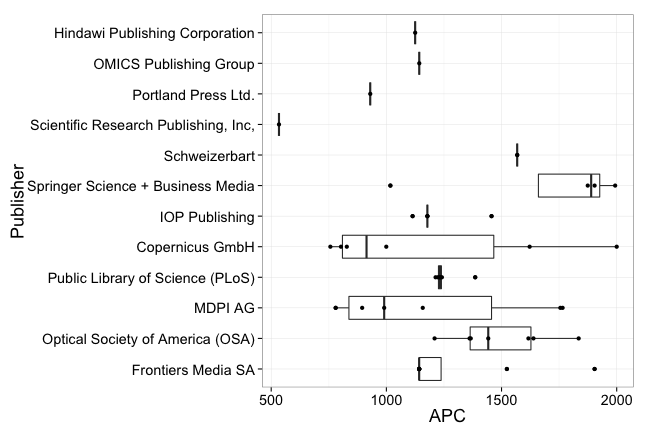 Hindawi Publishing Corporation
OMICS Publishing Group
Portland Press Ltd.
Scientific Research Publishing, Inc,
Schweizerbart
Springer Science + Business Media
IOP Publishing
Copernicus GmbH
Public Library of Science (PLoS)
MDPI AG
Optical Society of America (OSA)
Frontiers Media SA
Publisher
500 1000 1500 2000
APC